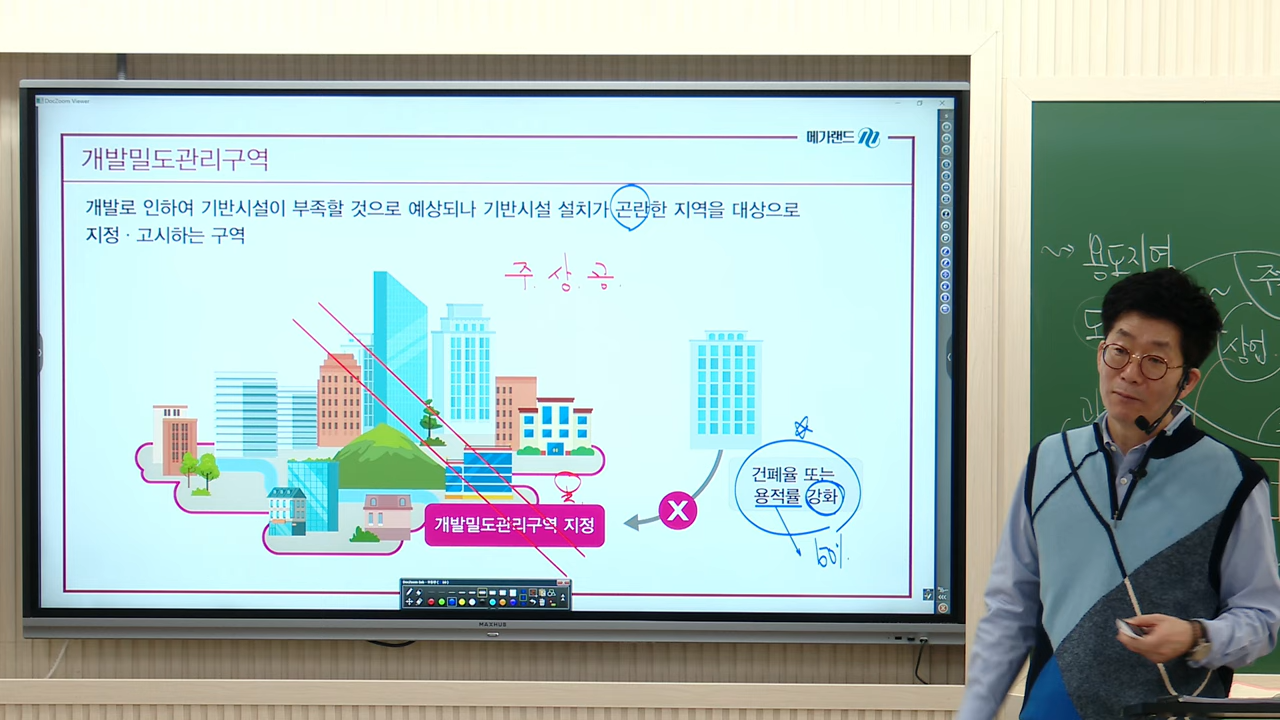 DocZoom Viewer
메가랜드
개발밀도관리구역
개발로 인하여 기반시설이 부족할 것으로 예상되나 기반시설 설치가 곤란한 지역을 대상으로
지정·고시하는 구역
주.상.공.
건폐율 또는
용적률 강화
개발밀도관리구역 지정
X
60%.
MAXHUB
용도지역
상업